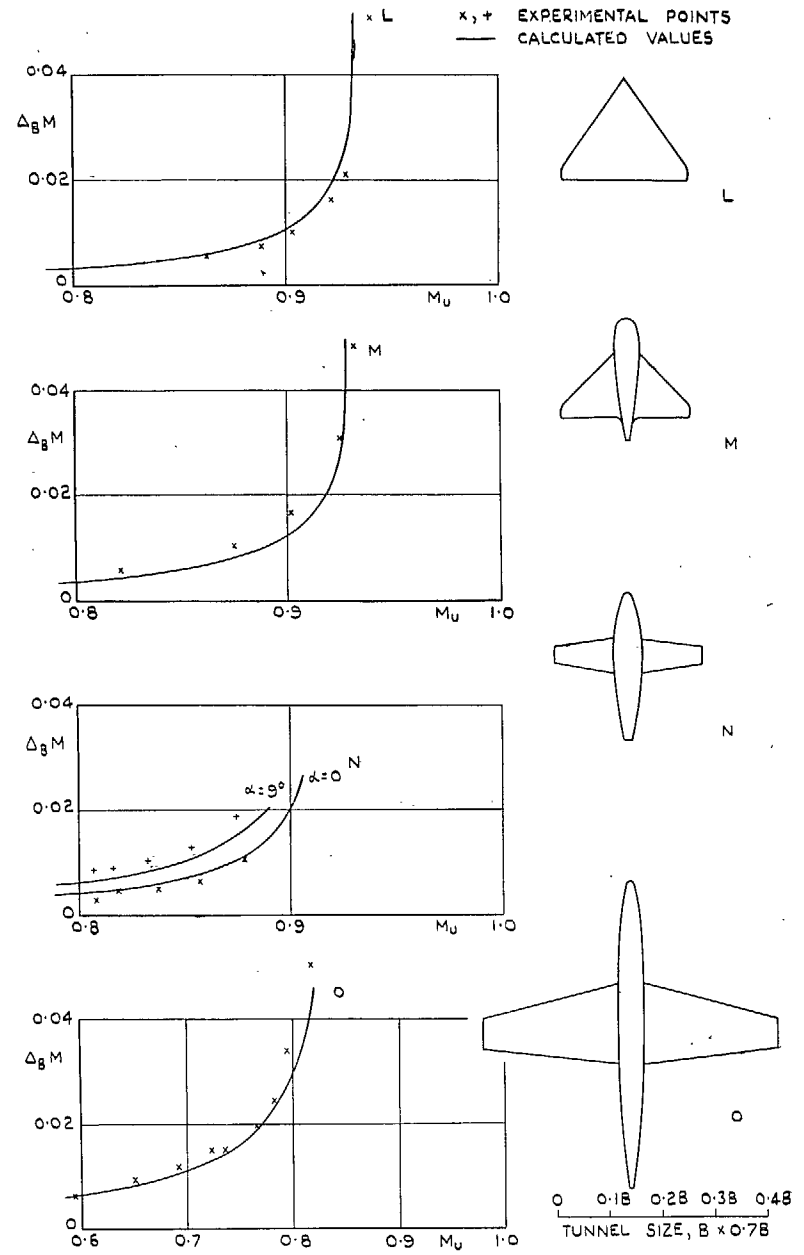 ×, + EXPERIMENTAL POINTS
— CALCULATED VALUES
L
0·04
Δ_B M
0·02
0
0·8 0·9 M_U 1·0
L
M
0·04
Δ_B M
0·02
0
0·8 0·9 M_U 1·0
M
0·04
Δ_B M
0·02
0
α=9° α=0 N
0·8 0·9 M_U 1·0
N
O
0·04
Δ_B M
0·02
0
0·6 0·7 0·8 0·9 M_U 1·0
O
0 0·1B 0·2B 0·3B 0·4B
TUNNEL SIZE, B × 0·7B